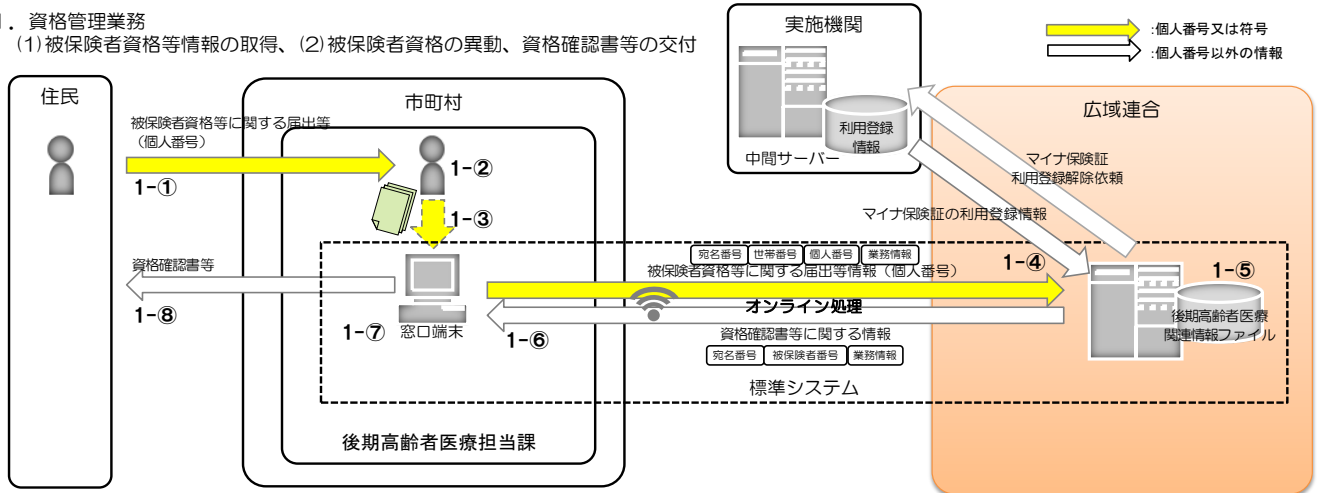 ．資格管理業務
(1)被保険者資格等情報の取得、(2)被保険者資格の異動、資格確認書等の交付
:個人番号又は符号
:個人番号以外の情報
住民
市町村
実施機関
広域連合
被保険者資格等に関する届出等
（個人番号）
1-①
1-②
1-③
利用登録
情報
中間サーバー
マイナ保険証
利用登録解除依頼
マイナ保険証の利用登録情報
宛名番号 世帯番号 個人番号 業務情報
被保険者資格等に関する届出等情報（個人番号）
1-④
1-⑤
資格確認書等
1-⑧
オンライン処理
1-⑦
窓口端末
1-⑥
資格確認書等に関する情報
宛名番号 被保険者番号 業務情報
後期高齢者医療
関連情報ファイル
標準システム
後期高齢者医療担当課